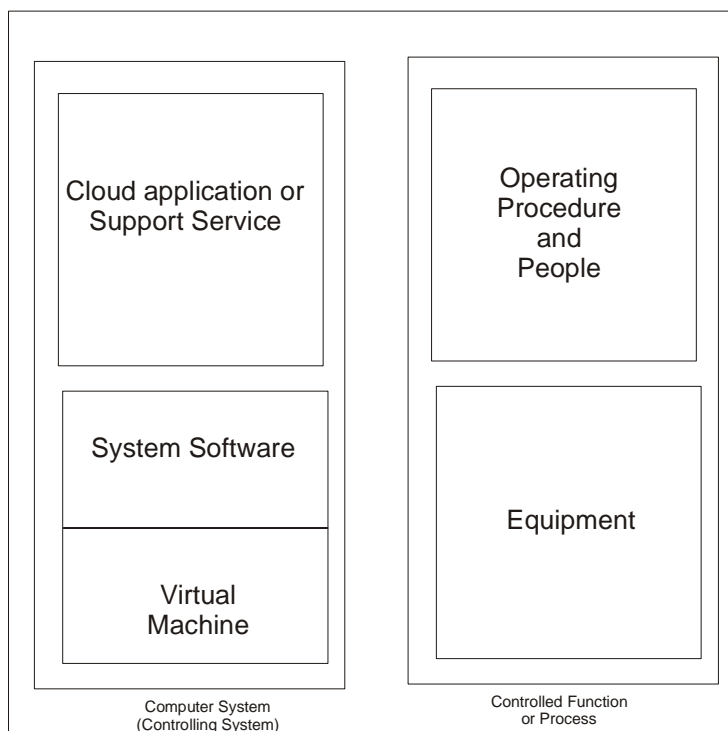 Cloud application or
Support Service
System Software
Virtual
Machine
Computer System
(Controlling System)
Operating
Procedure
and
People
Equipment
Controlled Function
or Process